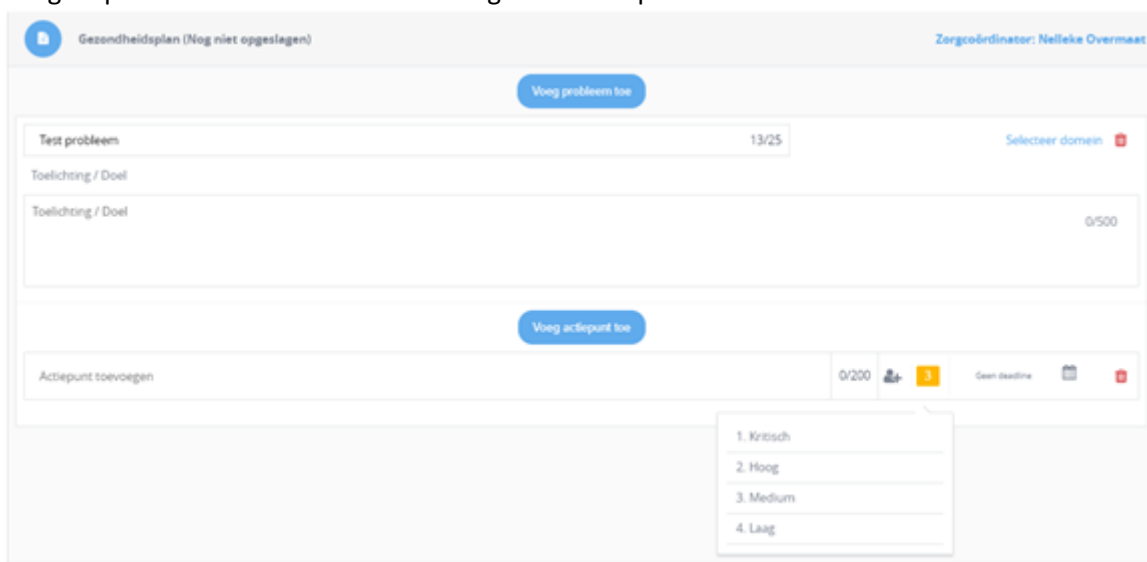 Gezondheidsplan (Nog niet opgeslagen) Zorgcoördinator: Nelleke Overmaat
Voeg probleem toe
Test probleem 13/25 Selecteer domein
Toelichting / Doel
Toelichting / Doel 0/500
Voeg actiepunt toe
Actiepunt toevoegen 0/200 3 Geen deadline
1. Kritisch
2. Hoog
3. Medium
4. Laag